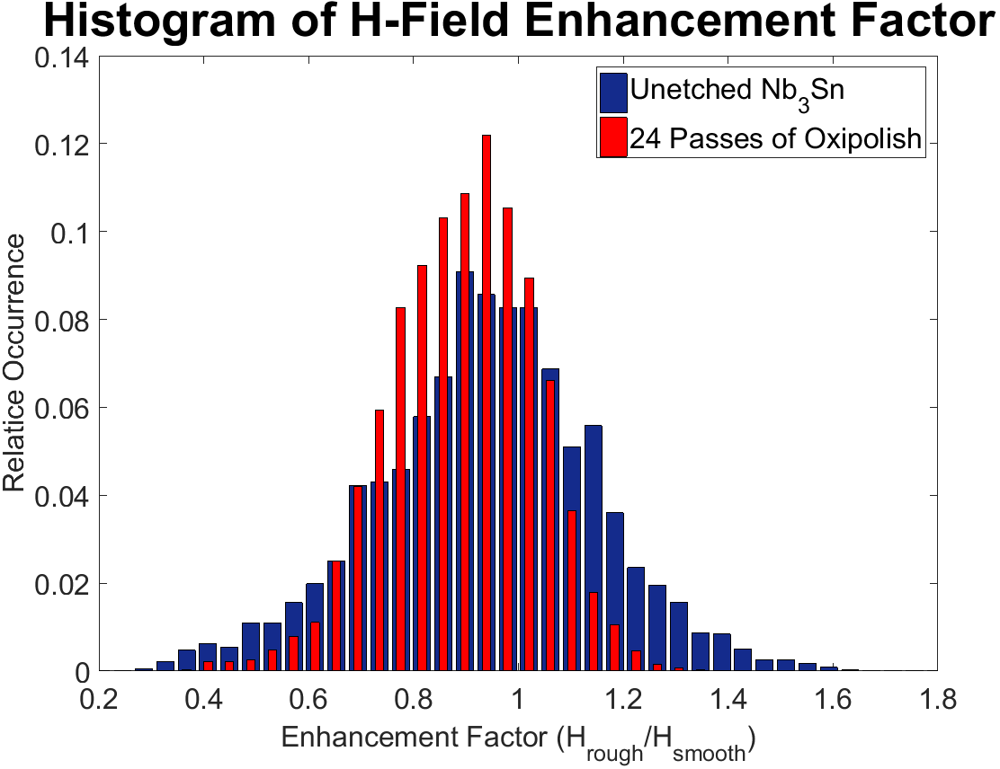 Histogram of H-Field Enhancement Factor
Unetched Nb3Sn
24 Passes of Oxipolish
0.14
0.12
0.1
0.08
0.06
0.04
0.02
0
Relatice Occurrence
0.2 0.4 0.6 0.8 1 1.2 1.4 1.6 1.8
Enhancement Factor (Hrough/Hsmooth)